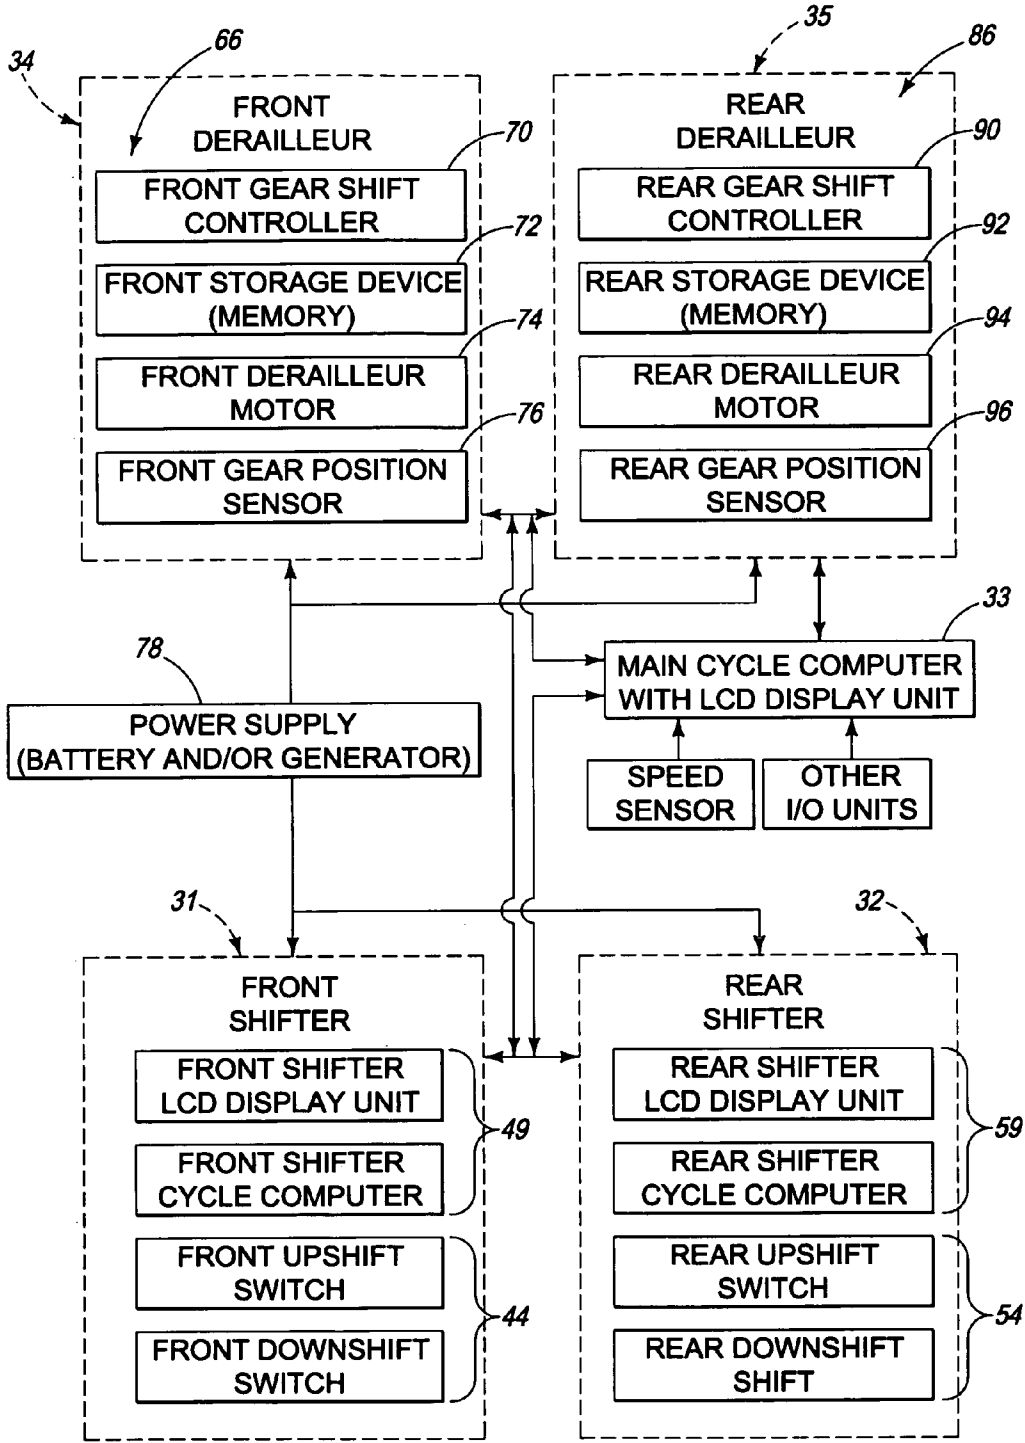 34
66
FRONT
DERAILLEUR
70
FRONT GEAR SHIFT
CONTROLLER
72
FRONT STORAGE DEVICE
(MEMORY)
74
FRONT DERAILLEUR
MOTOR
76
FRONT GEAR POSITION
SENSOR
35
86
REAR
DERAILLEUR
90
REAR GEAR SHIFT
CONTROLLER
92
REAR STORAGE DEVICE
(MEMORY)
94
REAR DERAILLEUR
MOTOR
96
REAR GEAR POSITION
SENSOR
78
POWER SUPPLY
(BATTERY AND/OR GENERATOR)
33
MAIN CYCLE COMPUTER
WITH LCD DISPLAY UNIT
SPEED
SENSOR
OTHER
I/O UNITS
31
FRONT
SHIFTER
FRONT SHIFTER
LCD DISPLAY UNIT
FRONT SHIFTER
CYCLE COMPUTER
49
FRONT UPSHIFT
SWITCH
FRONT DOWNSHIFT
SWITCH
44
32
REAR
SHIFTER
REAR SHIFTER
LCD DISPLAY UNIT
REAR SHIFTER
CYCLE COMPUTER
59
REAR UPSHIFT
SWITCH
REAR DOWNSHIFT
SHIFT
54